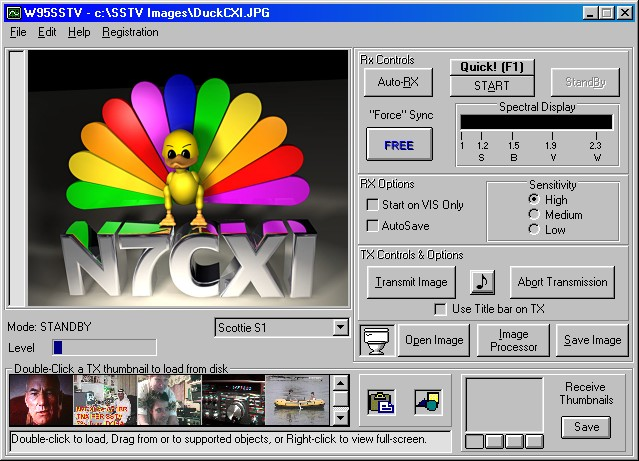 W95SSTV - c:\SSTV Images\DuckCXI.JPG
File Edit Help Registration
N7CXI
Rx Controls
Auto-RX
Quick! (F1)
START
StandBy
"Force" Sync
FREE
Spectral Display
1 1.2 1.5 1.9 2.3
S B V W
RX Options
Start on VIS Only
AutoSave
Sensitivity
High
Medium
Low
TX Controls & Options
Transmit Image
Abort Transmission
Use Title bar on TX
Mode: STANDBY
Scottie S1
Level
Open Image
Image
Processor
Save Image
Double-Click a TX thumbnail to load from disk
Double-click to load, Drag from or to supported objects, or Right-click to view full-screen.
Receive
Thumbnails
Save